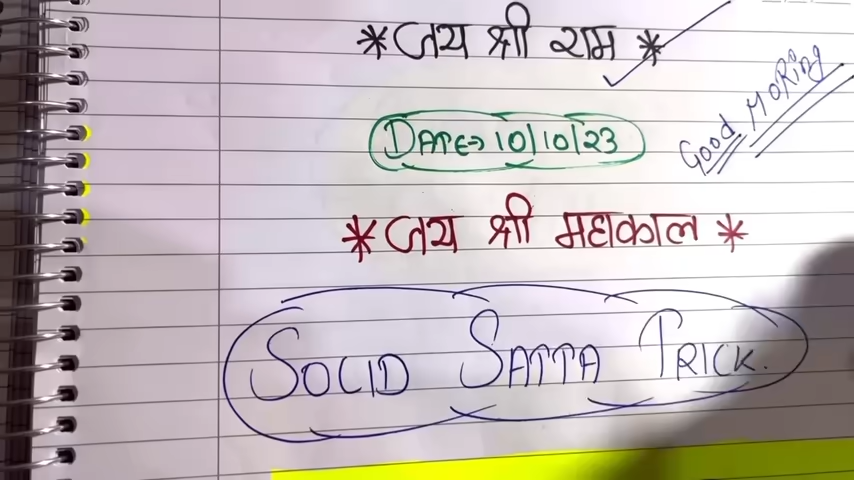 *जय श्री राम*
DATE→ 10/10/23
Good MoRing
*जय श्री महाकाल*
SOLID SATTA TRICK.